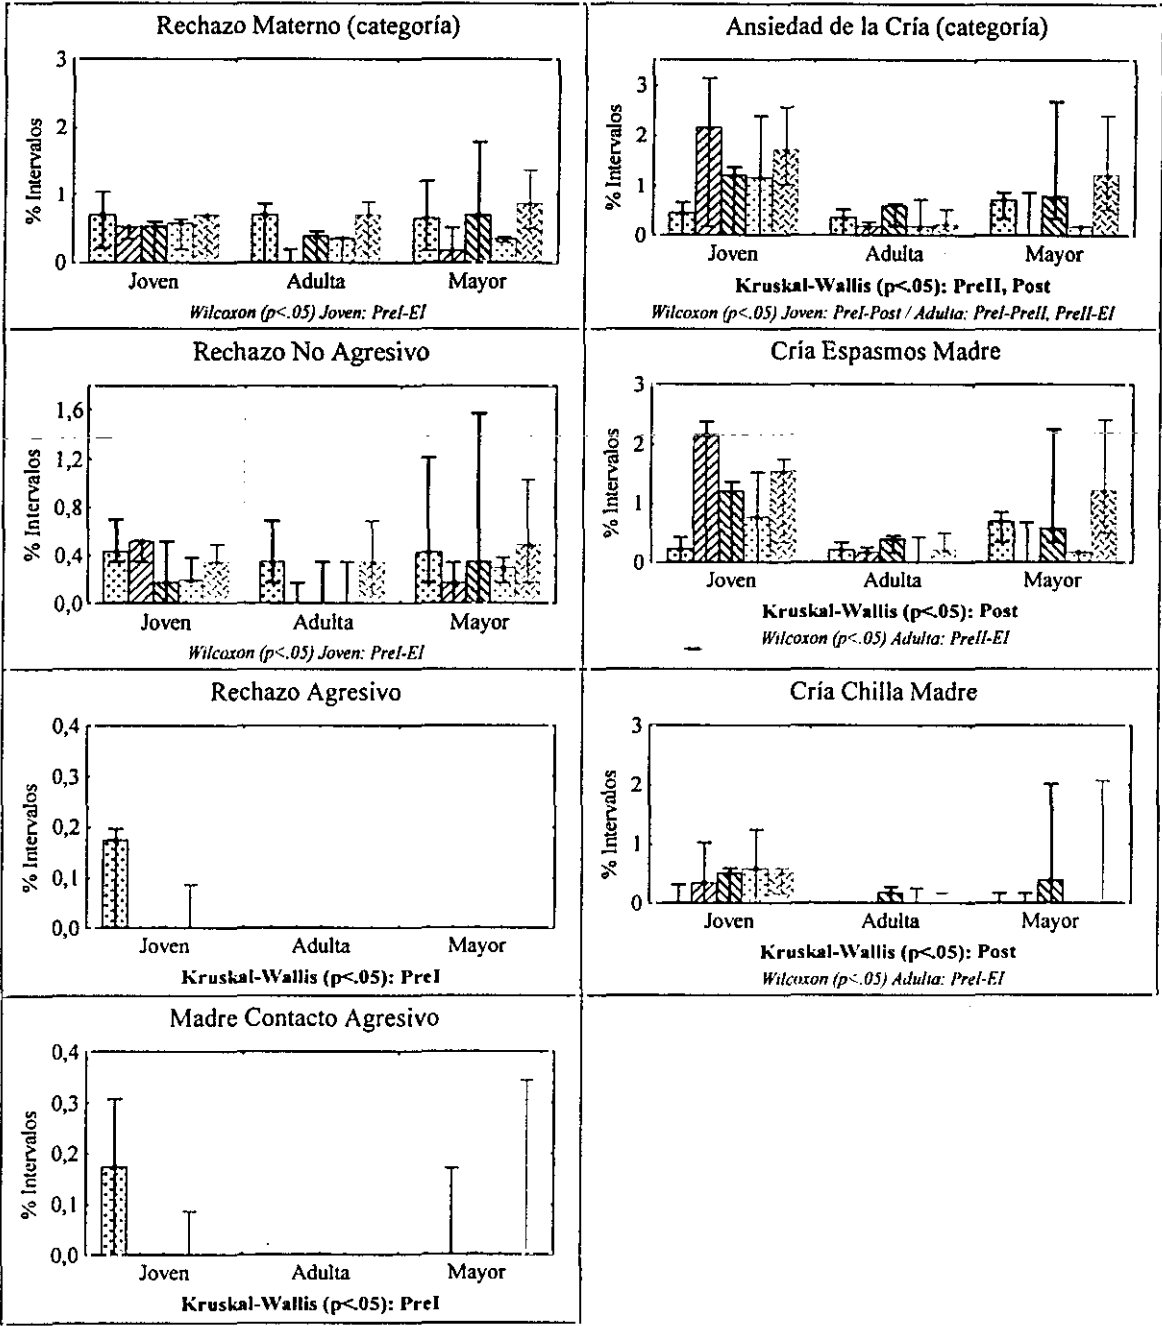 Rechazo Materno (categoría)
% Intervalos
3
2
1
0
Joven Adulta Mayor
Wilcoxon (p<.05) Joven: PreI-EI
Ansiedad de la Cría (categoría)
% Intervalos
3
2
1
0
Joven Adulta Mayor
Kruskal-Wallis (p<.05): PreII, Post
Wilcoxon (p<.05) Joven: PreI-Post / Adulta: PreI-PreII, PreII-EI
Rechazo No Agresivo
% Intervalos
1,6
1,2
0,8
0,4
0,0
Joven Adulta Mayor
Wilcoxon (p<.05) Joven: PreI-EI
Cría Espasmos Madre
% Intervalos
3
2
1
0
Joven Adulta Mayor
Kruskal-Wallis (p<.05): Post
Wilcoxon (p<.05) Adulta: PreII-EI
Rechazo Agresivo
% Intervalos
0,4
0,3
0,2
0,1
0,0
Joven Adulta Mayor
Kruskal-Wallis (p<.05): PreI
Cría Chilla Madre
% Intervalos
3
2
1
0
Joven Adulta Mayor
Kruskal-Wallis (p<.05): Post
Wilcoxon (p<.05) Adulta: PreI-EI
Madre Contacto Agresivo
% Intervalos
0,4
0,3
0,2
0,1
0,0
Joven Adulta Mayor
Kruskal-Wallis (p<.05): PreI